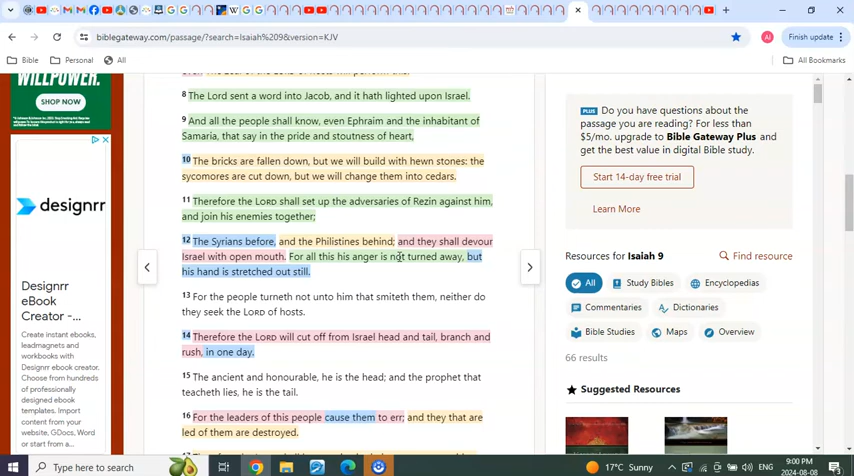 biblegateway.com/passage/?search=Isaiah%209&version=KJV
Finish update
Bible
Personal
All
All Bookmarks
WILLPOWER.
SHOP NOW
designrr
Designrr
eBook
Creator -...
Create instant ebooks,
leadmagnets and
workbooks with
Designrr ebook creator.
Choose from hundreds
of professionally
designed ebook
templates. Import
content from your
website, GDocs, Word
or start from a...
8 The Lord sent a word into Jacob, and it hath lighted upon Israel.
9 And all the people shall know, even Ephraim and the inhabitant of
Samaria, that say in the pride and stoutness of heart,
10 The bricks are fallen down, but we will build with hewn stones: the
sycomores are cut down, but we will change them into cedars.
11 Therefore the LORD shall set up the adversaries of Rezin against him,
and join his enemies together;
12 The Syrians before, and the Philistines behind; and they shall devour
Israel with open mouth. For all this his anger is not turned away, but
his hand is stretched out still.
13 For the people turneth not unto him that smiteth them, neither do
they seek the LORD of hosts.
14 Therefore the LORD will cut off from Israel head and tail, branch and
rush, in one day.
15 The ancient and honourable, he is the head; and the prophet that
teacheth lies, he is the tail.
16 For the leaders of this people cause them to err; and they that are
led of them are destroyed.
PLUS Do you have questions about the
passage you are reading? For less than
$5/mo. upgrade to Bible Gateway Plus and
get the best value in digital Bible study.
Start 14-day free trial
Learn More
Resources for Isaiah 9
Find resource
All
Study Bibles
Encyclopedias
Commentaries
Dictionaries
Bible Studies
Maps
Overview
66 results
Suggested Resources
Type here to search
17°C Sunny
ENG
9:00 PM
2024-08-08